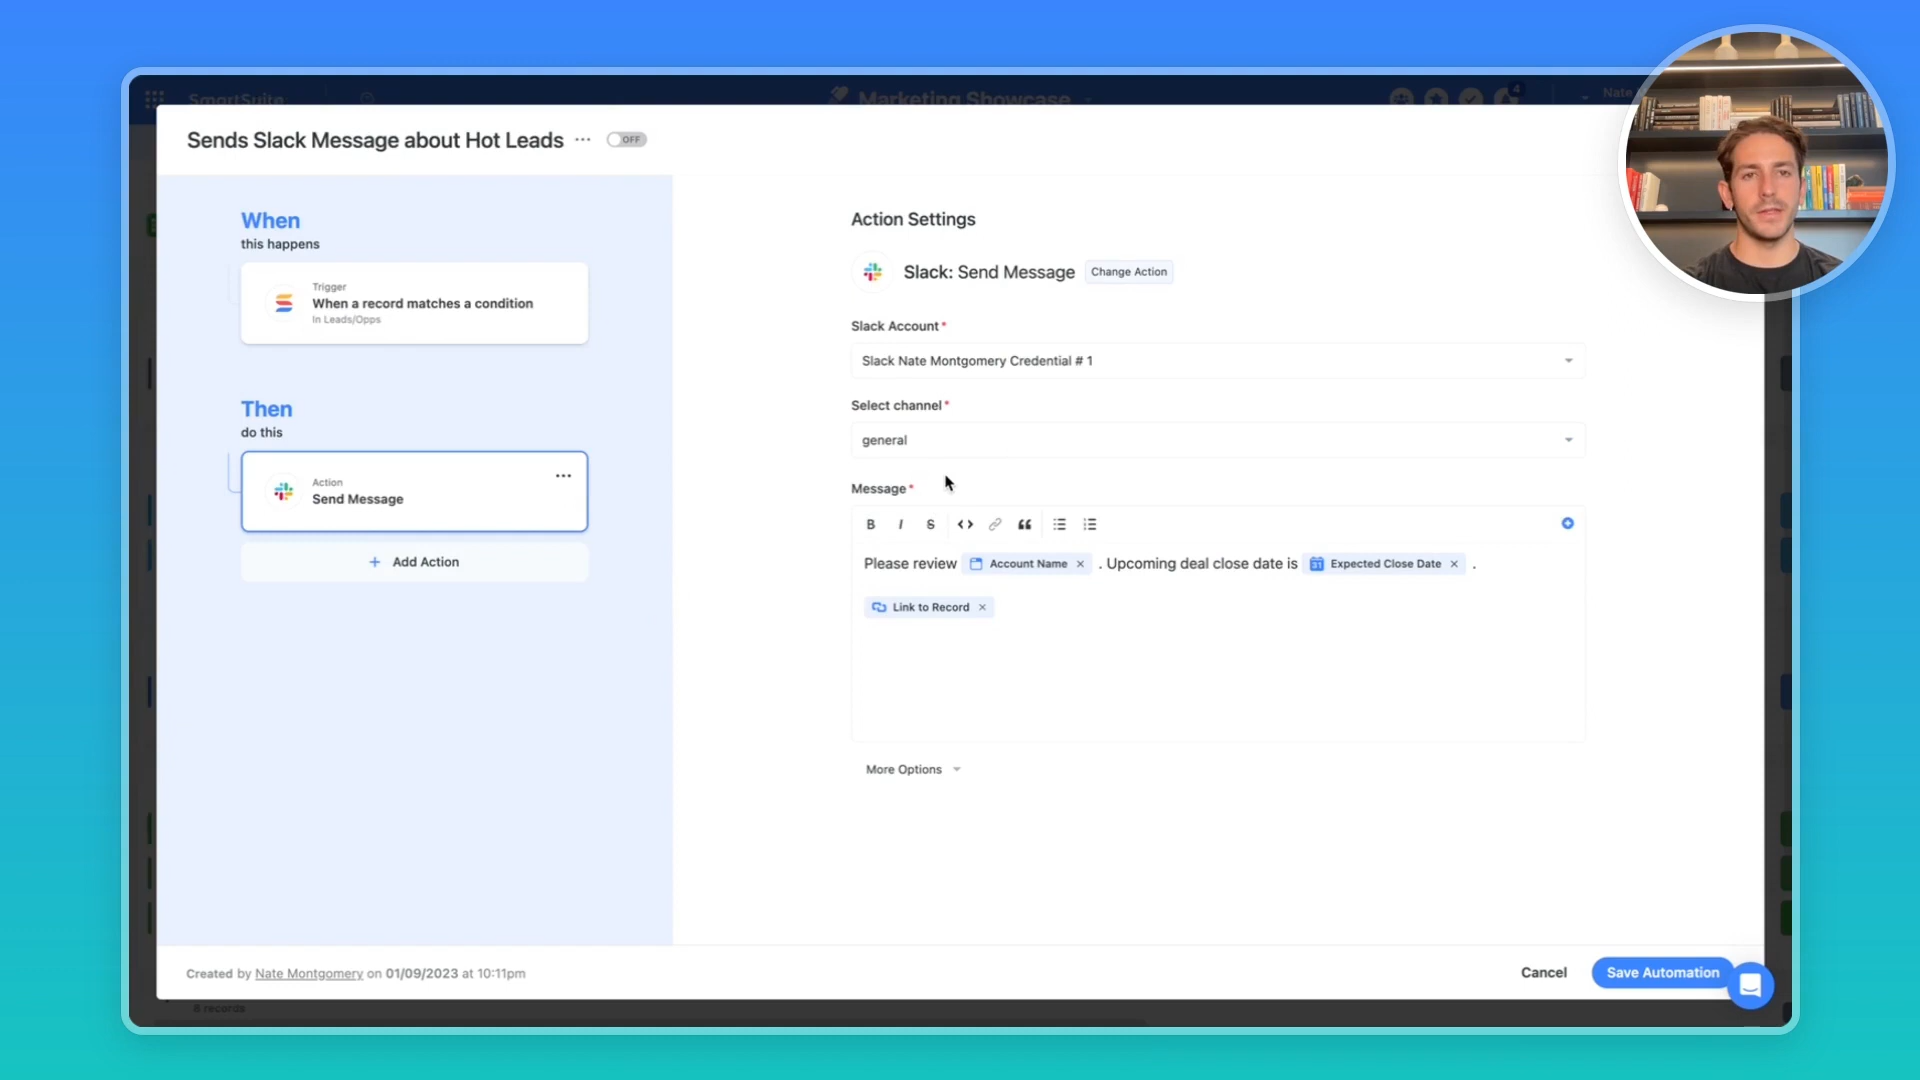 SmartSuite
Marketing Showcase
4
Nate
Sends Slack Message about Hot Leads
OFF
When
this happens
Trigger
When a record matches a condition
In Leads/Opps
Then
do this
Action
Send Message
+ Add Action
Action Settings
Slack: Send Message Change Action
Slack Account*
Slack Nate Montgomery Credential # 1
Select channel*
general
Message*
B I S
Please review Account Name × . Upcoming deal close date is 31 Expected Close Date × .
Link to Record ×
More Options
Created by Nate Montgomery on 01/09/2023 at 10:11pm
Cancel
Save Automation
6 records